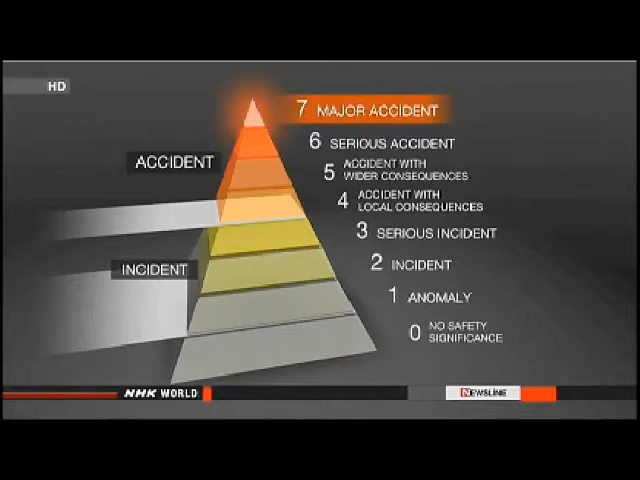 HD
7 MAJOR ACCIDENT
6 SERIOUS ACCIDENT
ACCIDENT
5 ACCIDENT WITH
WIDER CONSEQUENCES
4 ACCIDENT WITH
LOCAL CONSEQUENCES
3 SERIOUS INCIDENT
INCIDENT
2 INCIDENT
1 ANOMALY
0 NO SAFETY
SIGNIFICANCE
NHK WORLD
NEWSLINE